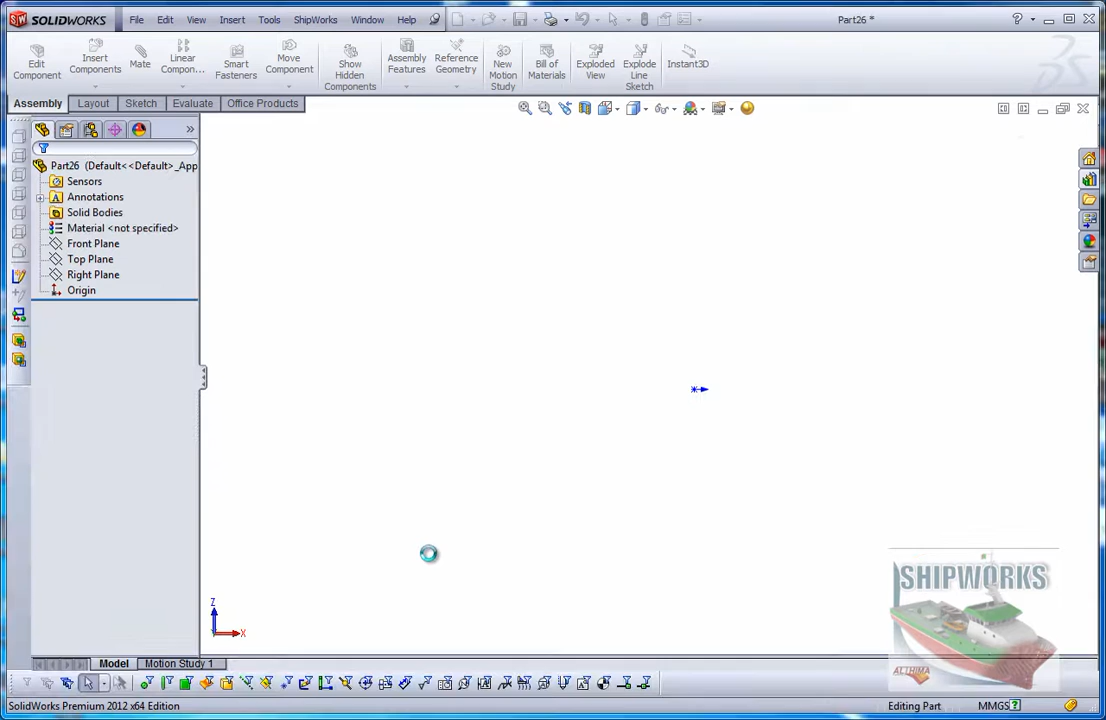 SOLIDWORKS File Edit View Insert Tools ShipWorks Window Help Part26 *
Edit Component
Insert Components
Mate
Linear Compon...
Smart Fasteners
Move Component
Show Hidden Components
Assembly Features
Reference Geometry
New Motion Study
Bill of Materials
Exploded View
Explode Line Sketch
Instant3D
Assembly Layout Sketch Evaluate Office Products
Part26 (Default<<Default>_App
Sensors
Annotations
Solid Bodies
Material <not specified>
Front Plane
Top Plane
Right Plane
Origin
SHIPWORKS
ALTHIMA
Z
X
Model Motion Study 1
SolidWorks Premium 2012 x64 Edition Editing Part MMGS